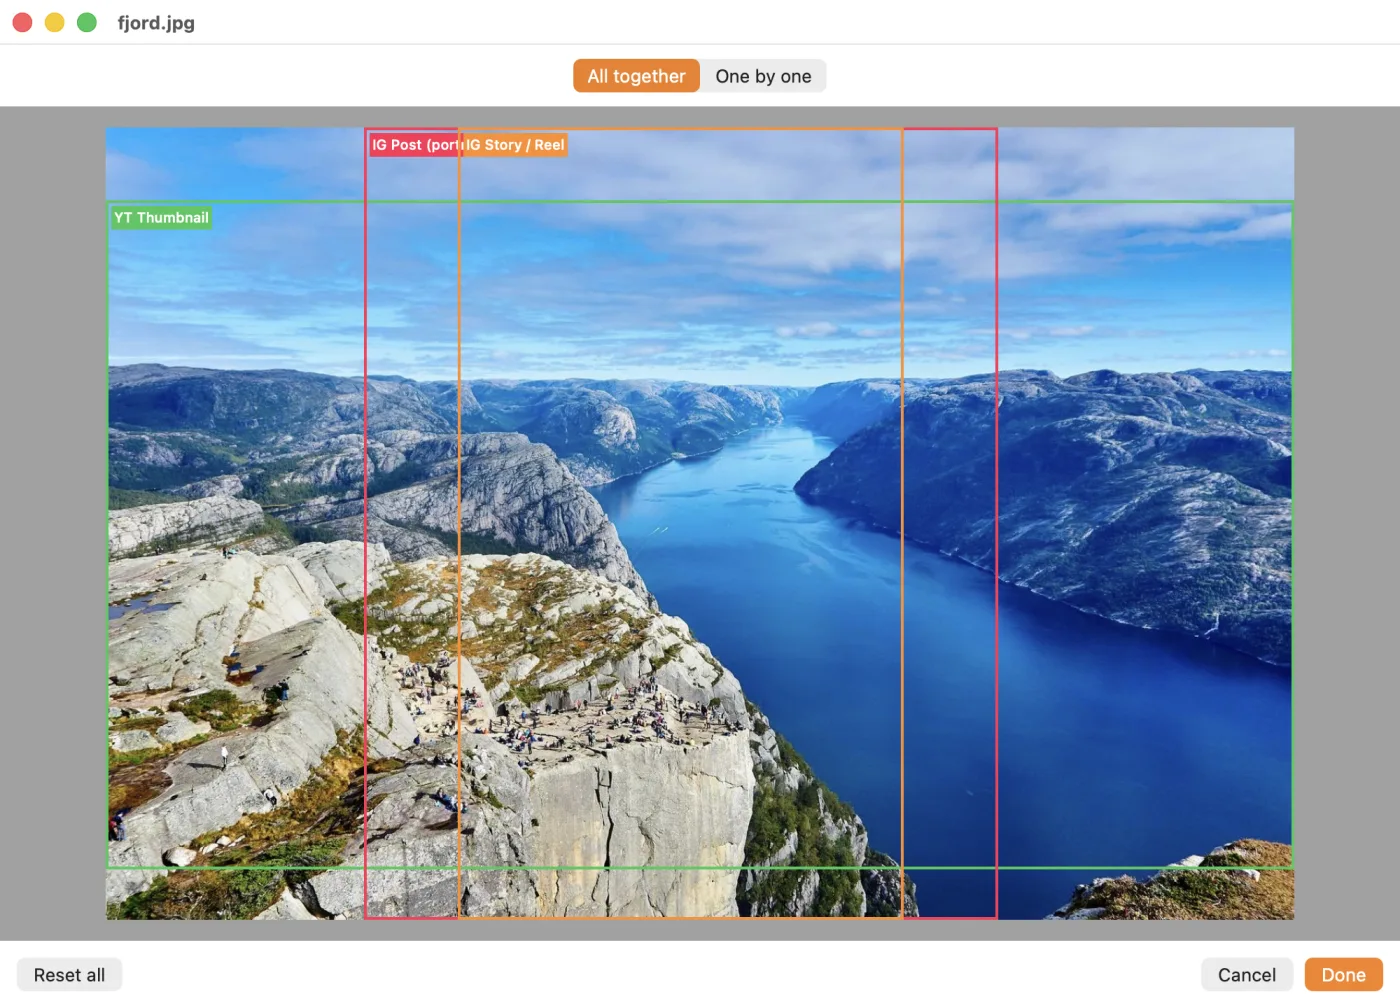 fjord.jpg
All together
One by one
IG Post (port
IG Story / Reel
YT Thumbnail
Reset all
Cancel
Done